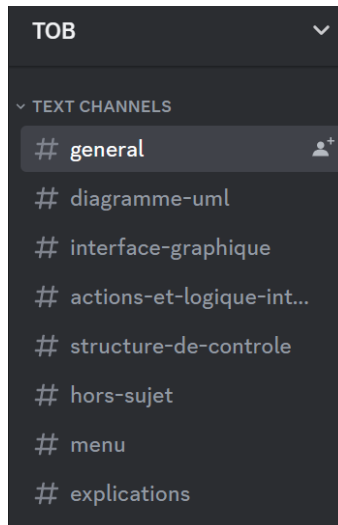 TOB
TEXT CHANNELS
# general
# diagramme-uml
# interface-graphique
# actions-et-logique-int...
# structure-de-controle
# hors-sujet
# menu
# explications